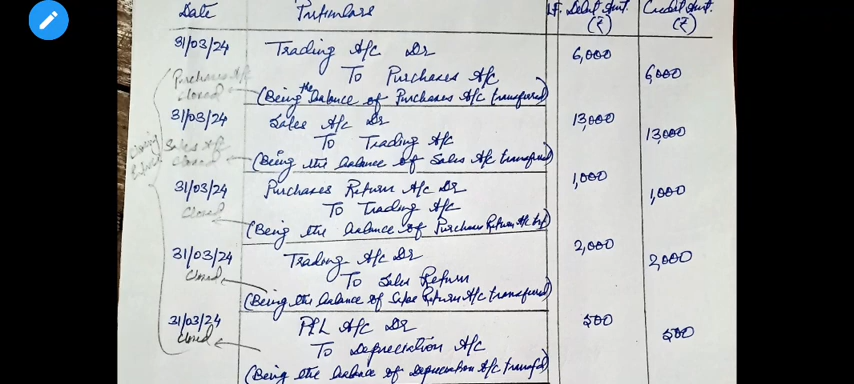 Date Particulars L.F. Debit Amt. (₹) Credit Amt. (₹)
31/03/24 Trading A/c Dr 6,000
To Purchases A/c 6,000
Purchases A/c closed
(Being the balance of Purchases A/c transferred)
31/03/24 Sales A/c Dr 13,000
To Trading A/c 13,000
Sales A/c closed
(Being the balance of Sales A/c transferred)
31/03/24 Purchases Return A/c Dr 1,000
To Trading A/c 1,000
closed
(Being the balance of Purchases Return A/c trf)
31/03/24 Trading A/c Dr 2,000
To Sales Return 2,000
closed
(Being the balance of Sales Return A/c transferred)
31/03/24 P&L A/c Dr 500
closed
To Depreciation A/c 500
(Being the balance of Depreciation A/c transfd)
closing